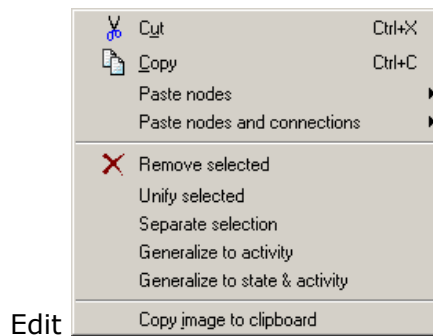 Cut Ctrl+X
Copy Ctrl+C
Paste nodes
Paste nodes and connections
Remove selected
Unify selected
Separate selection
Generalize to activity
Generalize to state & activity
Edit
Copy image to clipboard